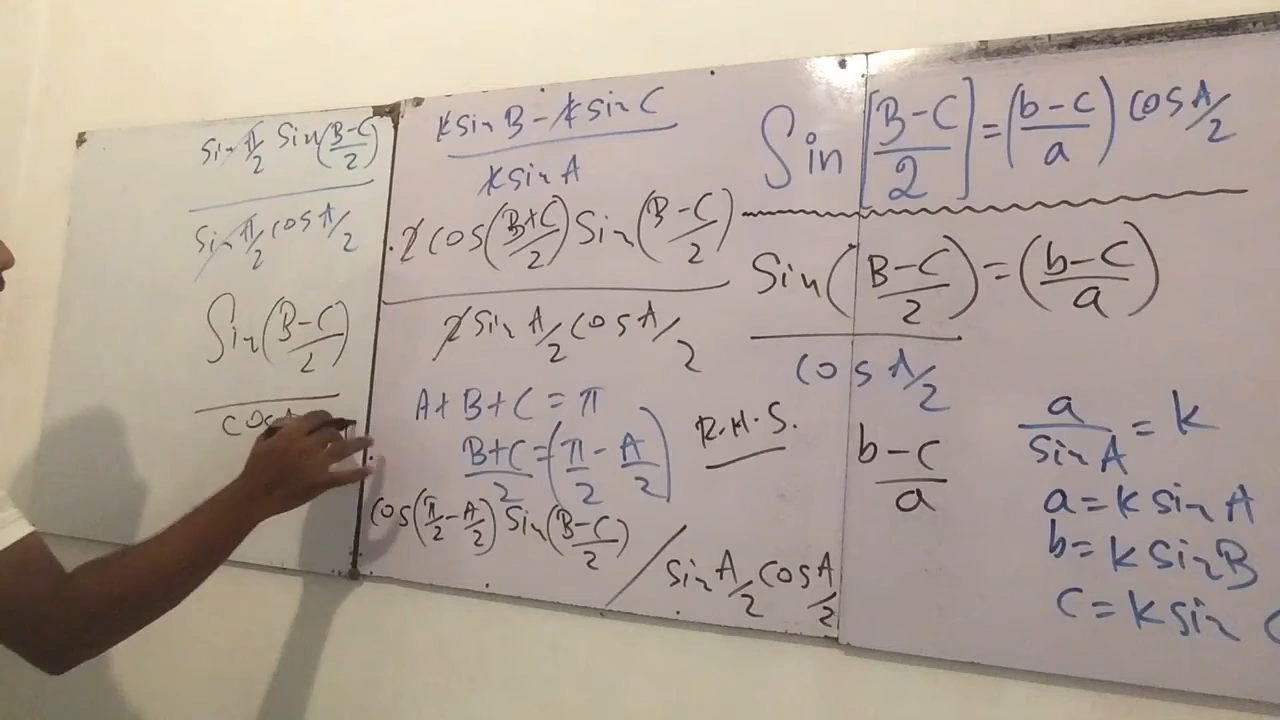 Sin[B-C/2]=(b-c/a) cos A/2
Sin(B-C/2)=(b-c/a)
cos A/2
R.H.S.
b-c/a
a/sin A = k
a=k sin A
b=k sin B
c=k sin C
k sin B - k sin C
k sin A
2 cos(B+C/2) Sin(B-C/2)
2 sin A/2 cos A/2
A+B+C=π
B+C/2=(π/2-A/2)
cos(π/2-A/2) Sin(B-C/2)
/ sin A/2 cos A/2
Sin π/2 Sin(B-C/2)
Sin π/2 cos A/2
Sin(B-C/2)